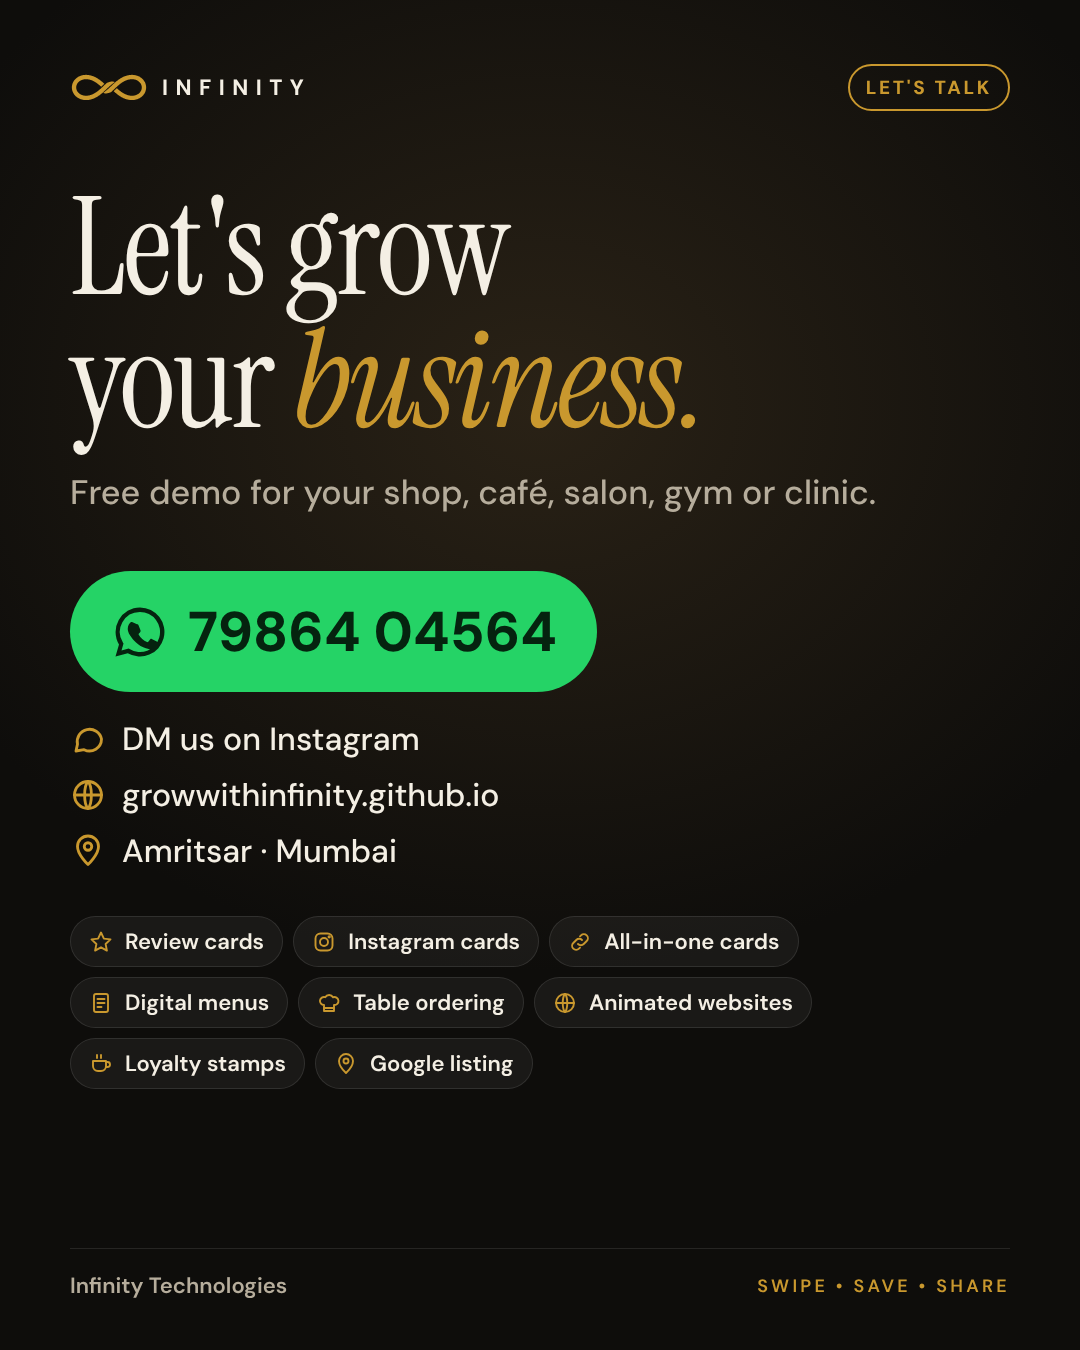 INFINITY
LET'S TALK
Let's grow
your business.
Free demo for your shop, café, salon, gym or clinic.
79864 04564
DM us on Instagram
growwithinfinity.github.io
Amritsar · Mumbai
Review cards
Instagram cards
All-in-one cards
Digital menus
Table ordering
Animated websites
Loyalty stamps
Google listing
Infinity Technologies
SWIPE • SAVE • SHARE